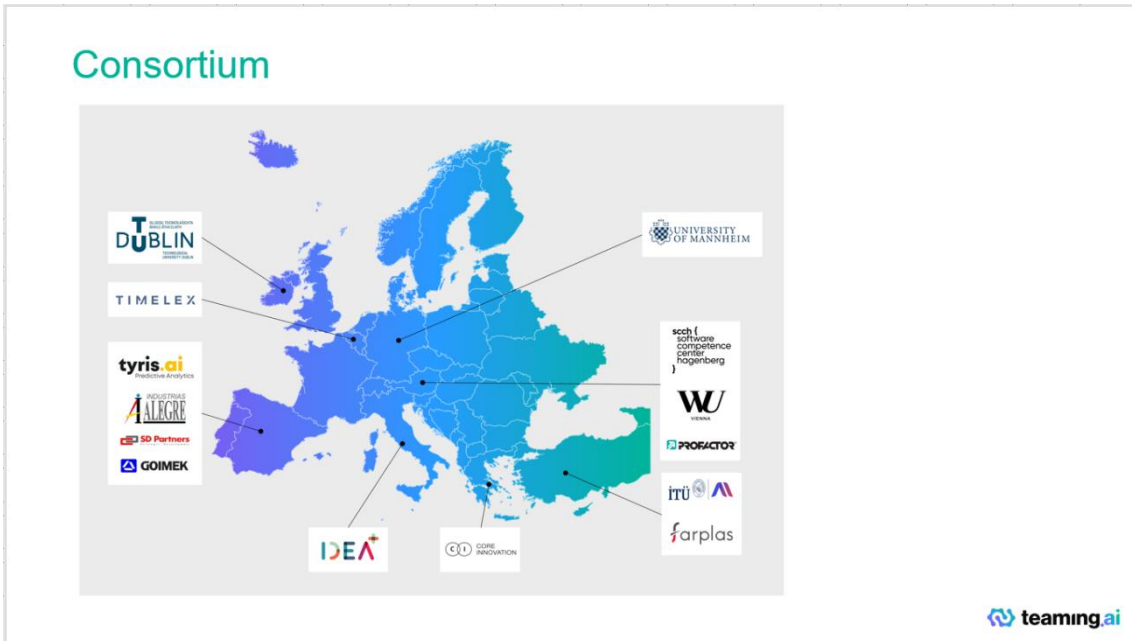 Consortium
TU DUBLIN
TECHNOLOGICAL
UNIVERSITY DUBLIN
UNIVERSITY
OF MANNHEIM
TIMELEX
tyris.ai
Predictive Analytics
INDUSTRIAS
ALEGRE
SD Partners
GOIMEK
scch {
software
competence
center
hagenberg
}
WU
VIENNA
PROFACTOR
İTÜ
farplas
IDEA
CORE
INNOVATION
teaming.ai